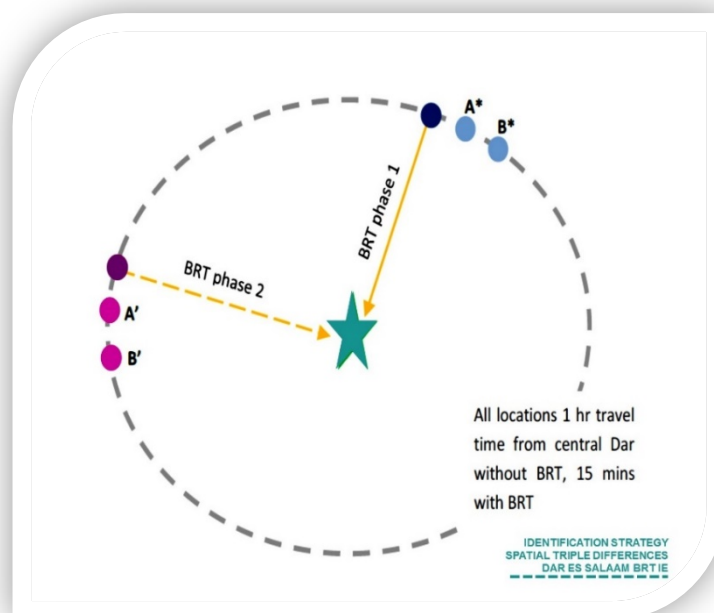 A*
B*
BRT phase 1
BRT phase 2
A’
B’
All locations 1 hr travel
time from central Dar
without BRT, 15 mins
with BRT
IDENTIFICATION STRATEGY
SPATIAL TRIPLE DIFFERENCES
DAR ES SALAAM BRT IE